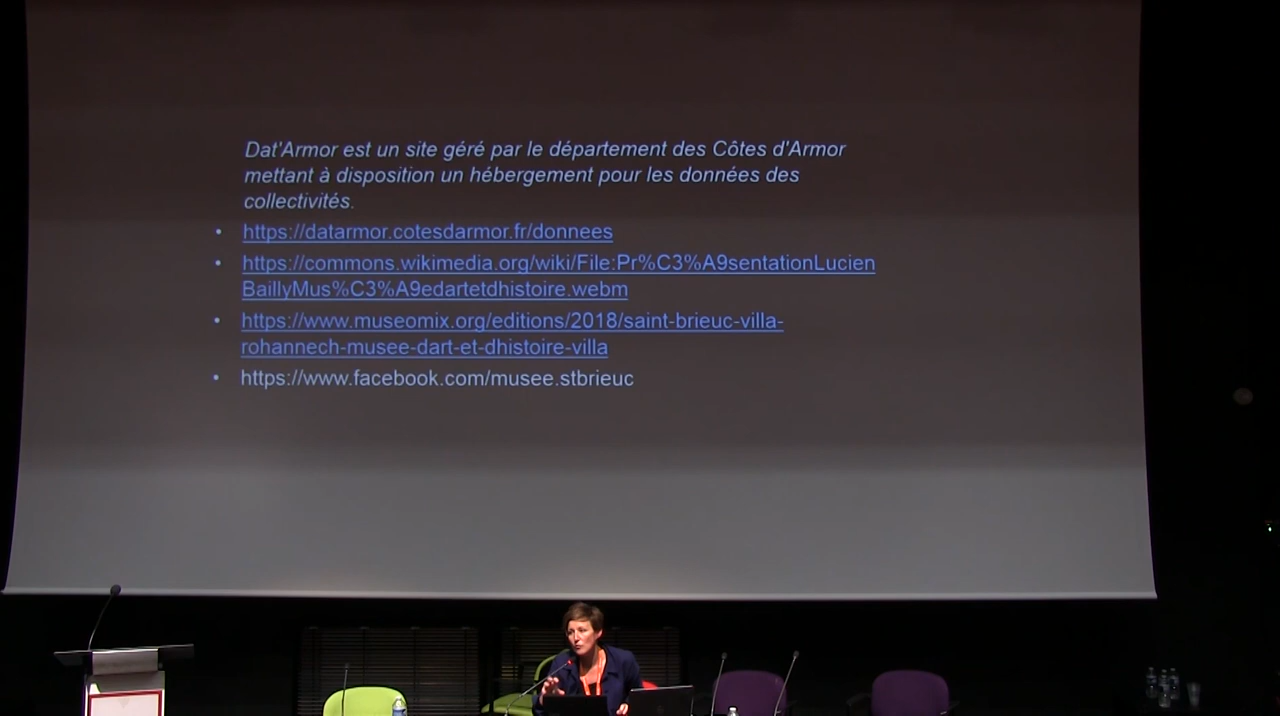 Dat'Armor est un site géré par le département des Côtes d'Armor
mettant à disposition un hébergement pour les données des
collectivités.
• https://datarmor.cotesdarmor.fr/donnees
• https://commons.wikimedia.org/wiki/File:Pr%C3%A9sentationLucien
BaillyMus%C3%A9edartetdhistoire.webm
• https://www.museomix.org/editions/2018/saint-brieuc-villa-
rohannech-musee-dart-et-dhistoire-villa
• https://www.facebook.com/musee.stbrieuc